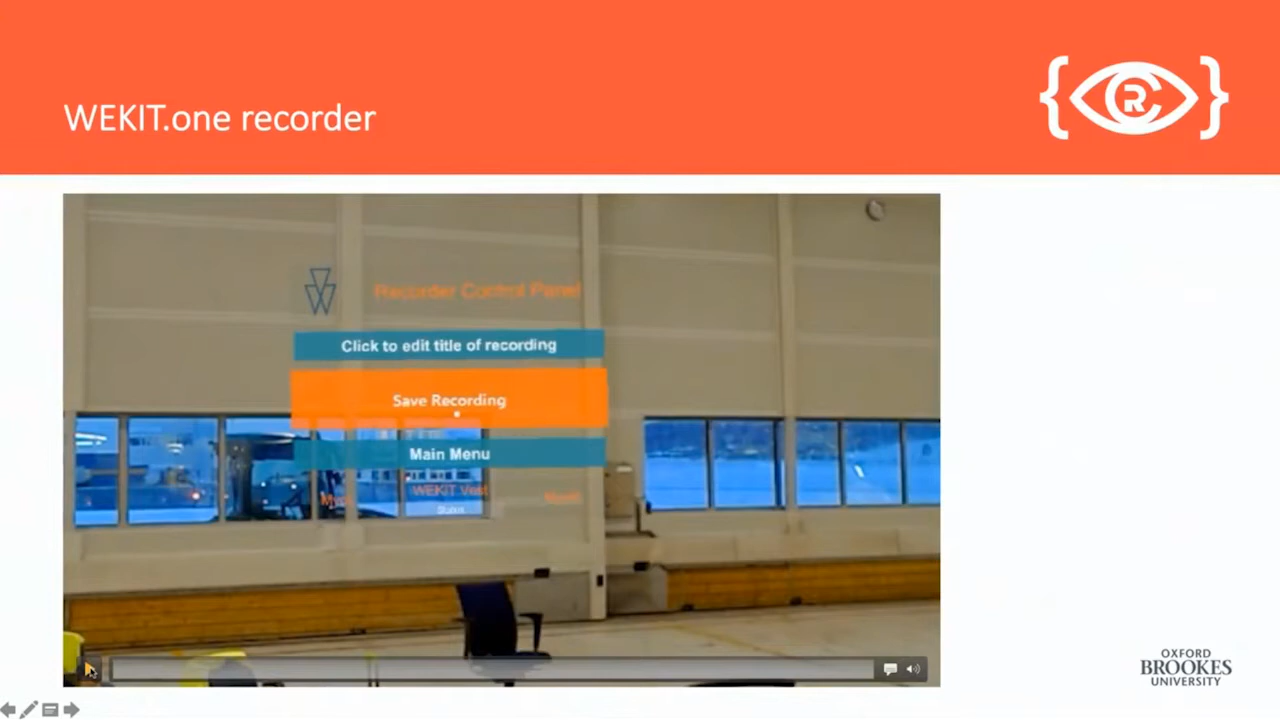 WEKIT.one recorder
Recorder Control Panel
Click to edit title of recording
Save Recording
Main Menu
WEKIT Vest
Status
OXFORD
BROOKES
UNIVERSITY